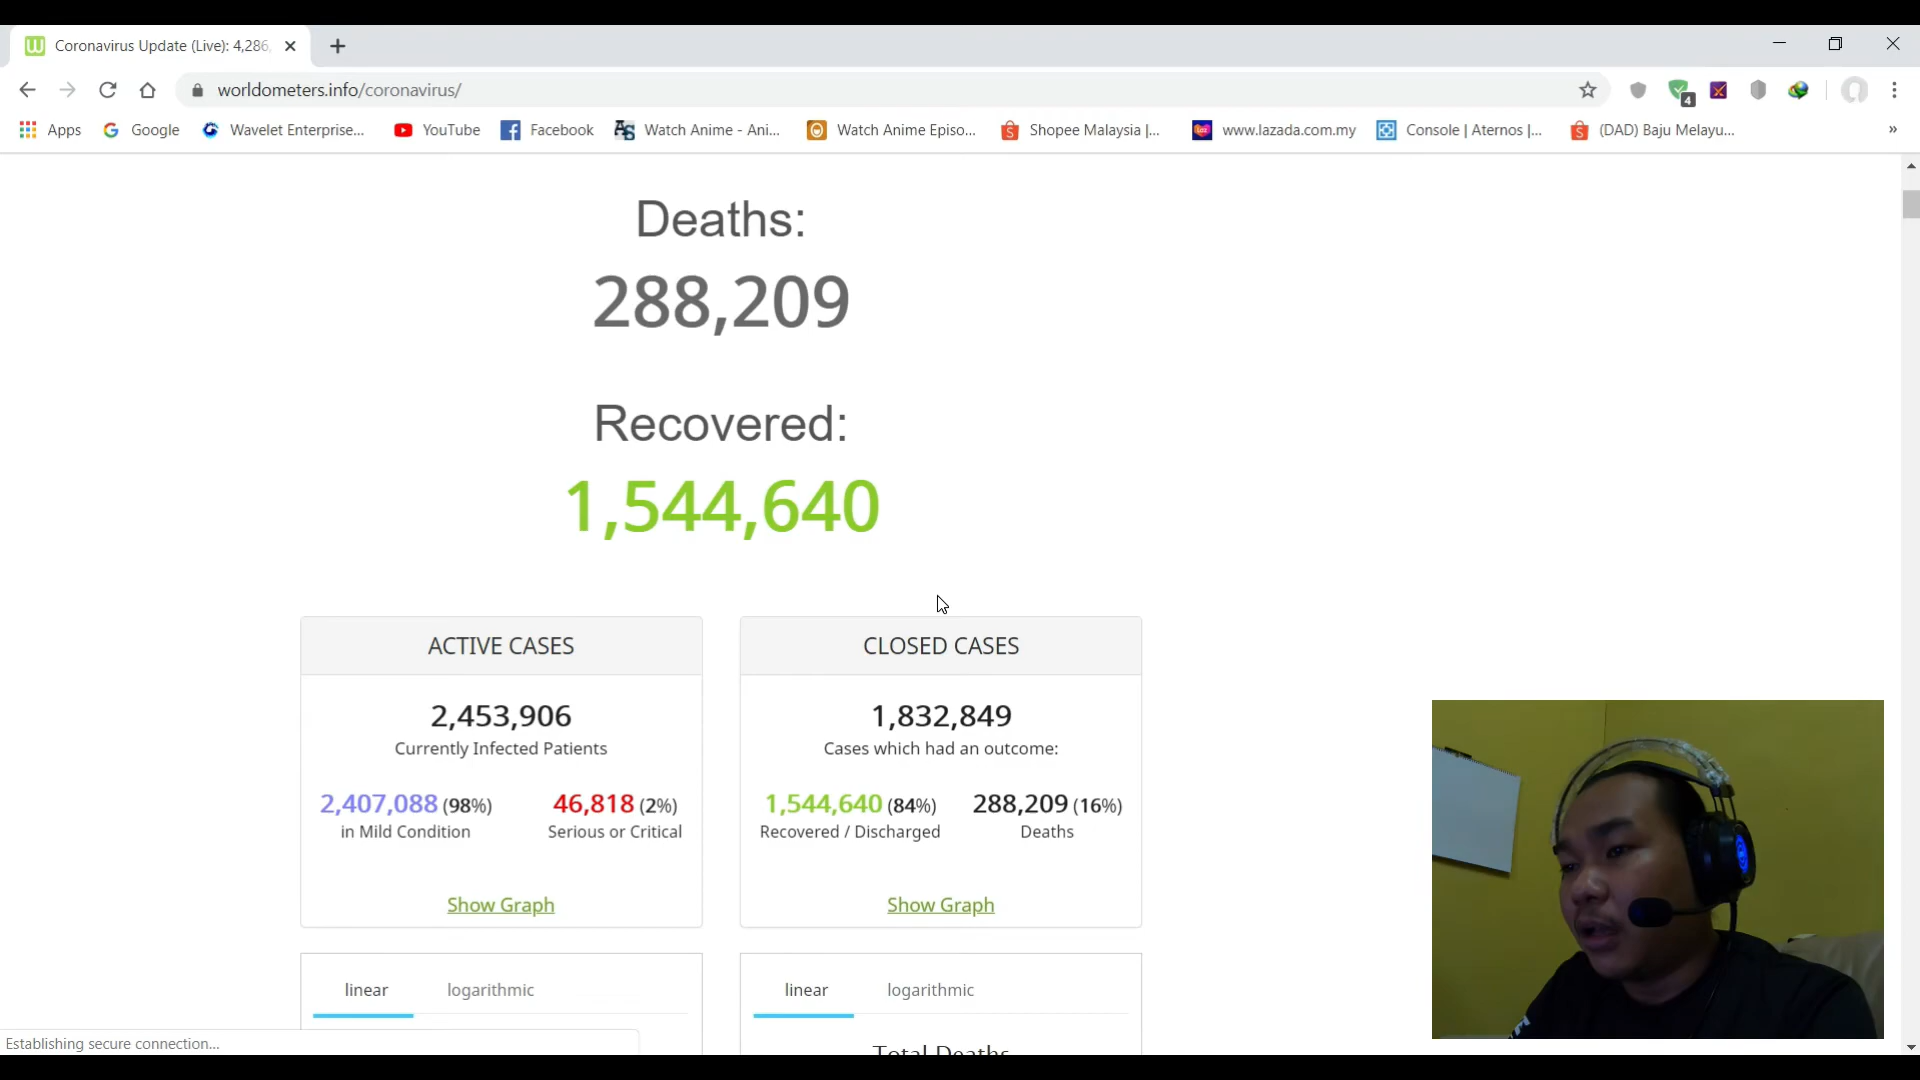 Coronavirus Update (Live): 4,286,
worldometers.info/coronavirus/
4
Apps
Google
Wavelet Enterprise...
YouTube
Facebook
Watch Anime - Ani...
Watch Anime Episo...
Shopee Malaysia |...
www.lazada.com.my
Console | Aternos |...
(DAD) Baju Melayu...
»
Deaths:
288,209
Recovered:
1,544,640
ACTIVE CASES
2,453,906
Currently Infected Patients
2,407,088 (98%)
in Mild Condition
46,818 (2%)
Serious or Critical
Show Graph
CLOSED CASES
1,832,849
Cases which had an outcome:
1,544,640 (84%)
Recovered / Discharged
288,209 (16%)
Deaths
Show Graph
linear
logarithmic
linear
logarithmic
Total Deaths
Establishing secure connection...